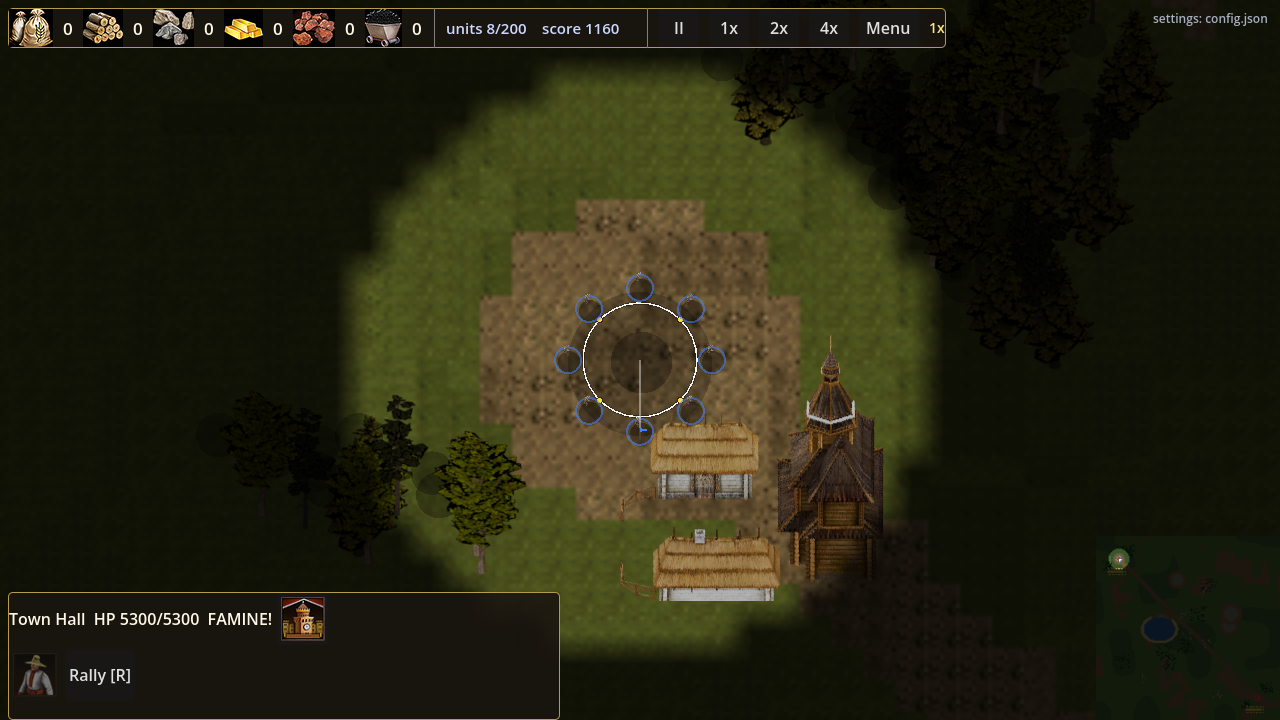 0 0 0 0 0 0 units 8/200 score 1160 II 1x 2x 4x Menu 1x
settings: config.json
Town Hall HP 5300/5300 FAMINE!
Rally [R]